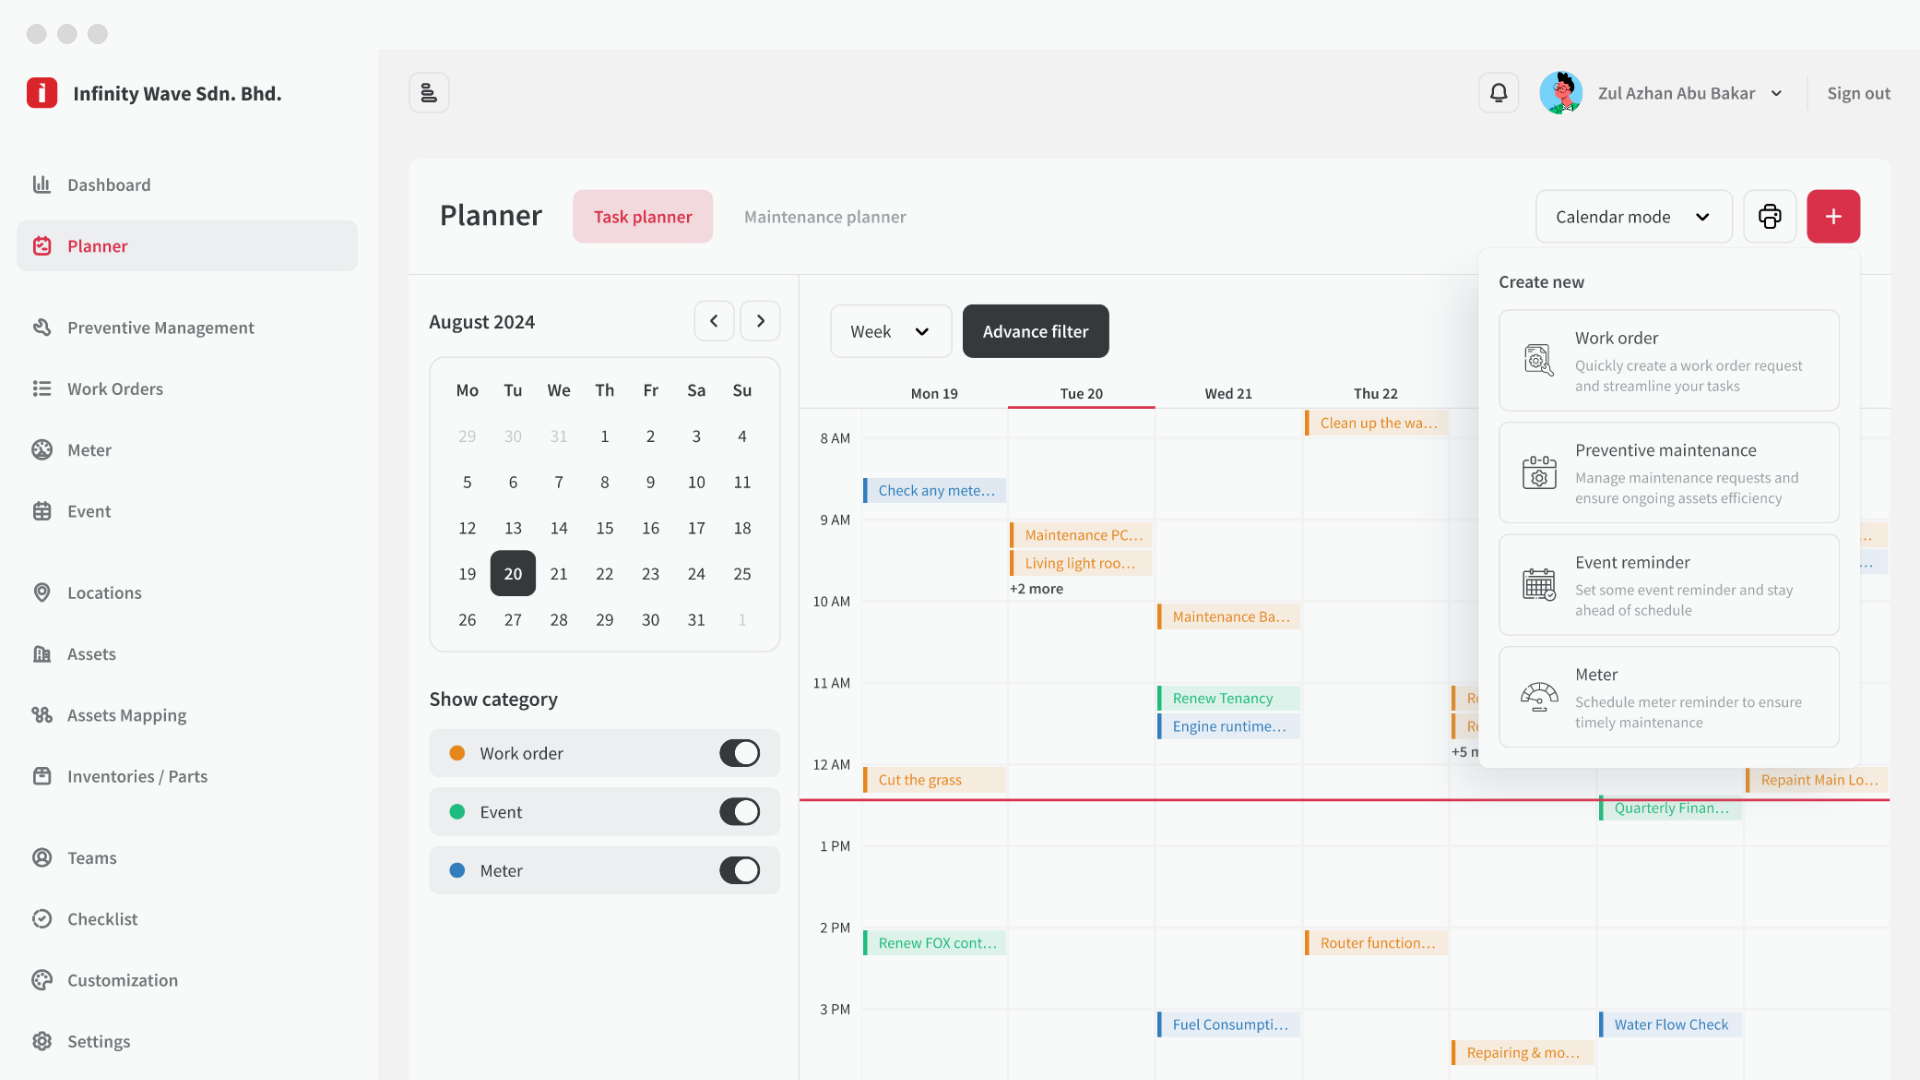 Infinity Wave Sdn. Bhd.
Dashboard
Planner
Preventive Management
Work Orders
Meter
Event
Locations
Assets
Assets Mapping
Inventories / Parts
Teams
Checklist
Customization
Settings
Zul Azhan Abu Bakar
Sign out
Planner
Task planner
Maintenance planner
Calendar mode
August 2024
Mo Tu We Th Fr Sa Su
29 30 31 1 2 3 4
5 6 7 8 9 10 11
12 13 14 15 16 17 18
19 20 21 22 23 24 25
26 27 28 29 30 31 1
Show category
Work order
Event
Meter
Week
Advance filter
Mon 19 Tue 20 Wed 21 Thu 22
Clean up the wa...
8 AM
Check any mete...
9 AM
Maintenance PC...
Living light roo...
+2 more
10 AM
Maintenance Ba...
11 AM
Renew Tenancy
Engine runtime...
+5
12 AM
Cut the grass
Repaint Main Lo...
Quarterly Finan...
1 PM
2 PM
Renew FOX cont...
Router function...
3 PM
Fuel Consumpti...
Water Flow Check
Repairing & mo...
Create new
Work order
Quickly create a work order request
and streamline your tasks
Preventive maintenance
Manage maintenance requests and
ensure ongoing assets efficiency
Event reminder
Set some event reminder and stay
ahead of schedule
Meter
Schedule meter reminder to ensure
timely maintenance